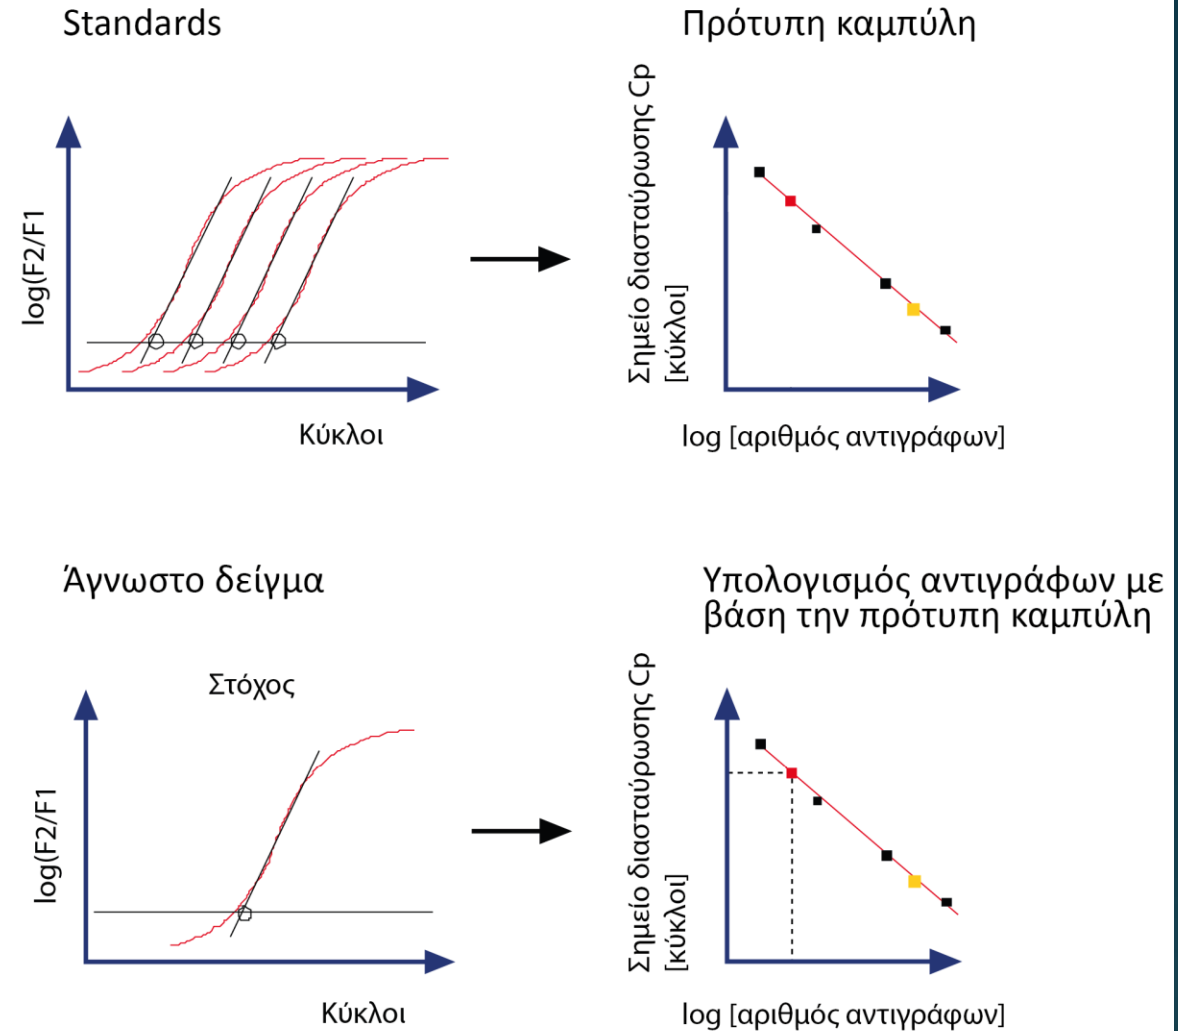 Standards
log(F2/F1
Κύκλοι
Πρότυπη καμπύλη
Σημείο διασταύρωσης Cp
[κύκλοι]
log [αριθμός αντιγράφων]
Άγνωστο δείγμα
Στόχος
log(F2/F1
Κύκλοι
Υπολογισμός αντιγράφων με
βάση την πρότυπη καμπύλη
Σημείο διασταύρωσης Cp
[κύκλοι]
log [αριθμός αντιγράφων]